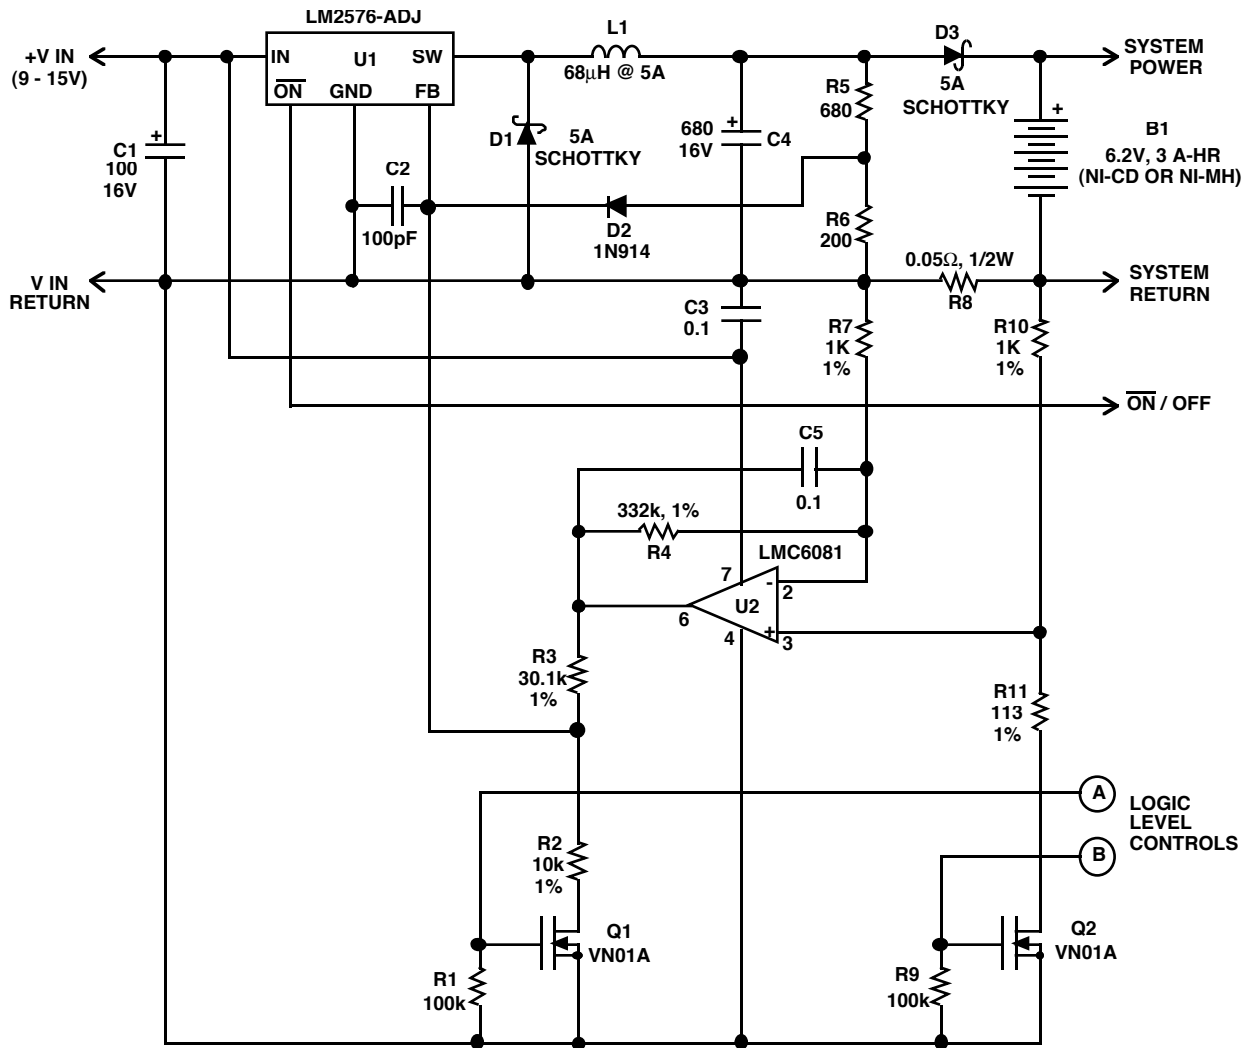 LM2576-ADJ
+V IN
(9 - 15V)
IN
U1
SW
ON
GND
FB
L1
68µH @ 5A
D3
5A
SCHOTTKY
SYSTEM
POWER
C1
100
16V
+
C2
100pF
D1
5A
SCHOTTKY
680
16V
+
C4
R5
680
D2
1N914
R6
200
+
B1
6.2V, 3 A-HR
(NI-CD OR NI-MH)
V IN
RETURN
0.05Ω, 1/2W
R8
SYSTEM
RETURN
C3
0.1
R7
1K
1%
R10
1K
1%
ON / OFF
C5
0.1
332k, 1%
R4
LMC6081
7
-
2
U2
6
4
+
3
R3
30.1k
1%
R11
113
1%
A
B
LOGIC
LEVEL
CONTROLS
R2
10k
1%
Q1
VN01A
R1
100k
Q2
VN01A
R9
100k